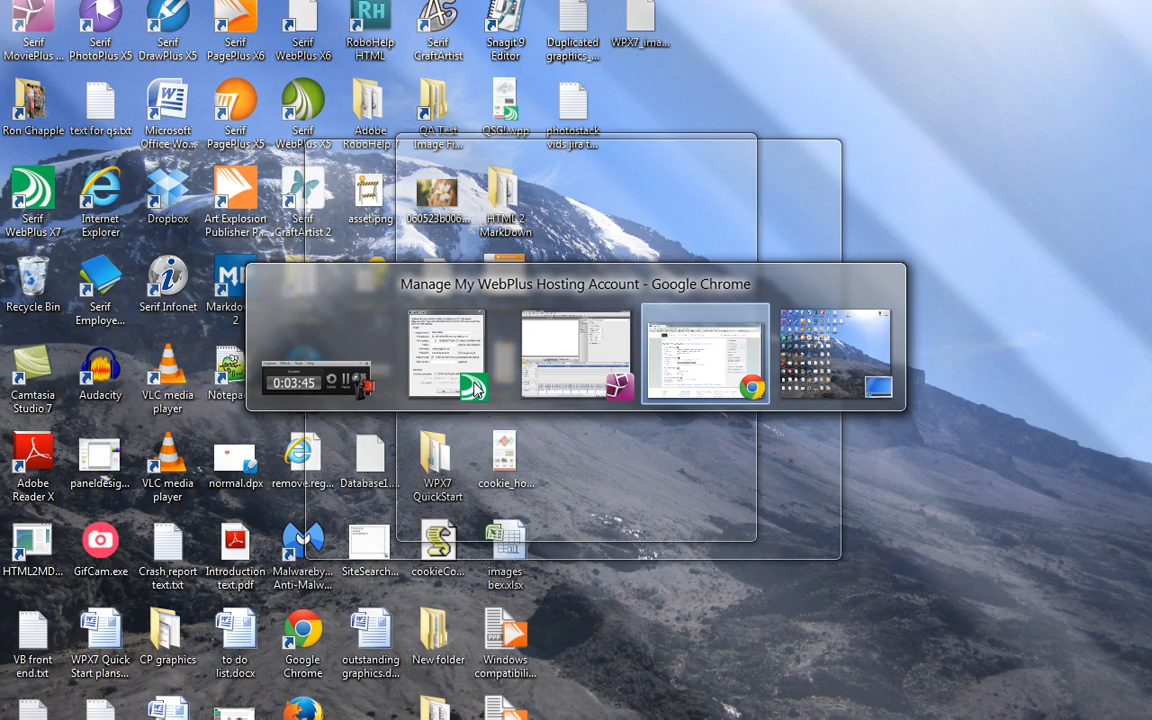 Serif
MoviePlus ...
Serif
PhotoPlus X5
Serif
DrawPlus X5
Serif
PagePlus X6
Serif
WebPlus X6
RoboHelp
HTML
Serif
CraftArtist
Snagit 9
Editor
Duplicated
graphics_...
WPX7_ima...
Ron Chapple
text for qs.txt
Microsoft
Office Wo...
Serif
PagePlus X5
Serif
WebPlus X5
Adobe
RoboHelp 7
QA Test
Image Fi...
QSG!.wpp
photostack
vids jira t...
Serif
WebPlus X7
Internet
Explorer
Dropbox
Art Explosion
Publisher P...
Serif
CraftArtist 2
asset.png
060523b006...
HTML 2
MarkDown
Recycle Bin
Serif
Employe...
Serif Infonet
Markdo
2
Manage My WebPlus Hosting Account - Google Chrome
0:03:45
Camtasia
Studio 7
Audacity
VLC media
player
Notep
Adobe
Reader X
paneldesig...
VLC media
player
normal.dpx
remove.reg...
Database1....
WPX7
QuickStart
cookie_ho...
HTML2MD...
GifCam.exe
Crash report
text.txt
Introduction
text.pdf
Malwareby...
Anti-Malw...
SiteSearch...
cookieCo...
images
bex.xlsx
VB front
end.txt
WPX7 Quick
Start plans...
CP graphics
to do
list.docx
Google
Chrome
outstanding
graphics.d...
New folder
Windows
compatibili...